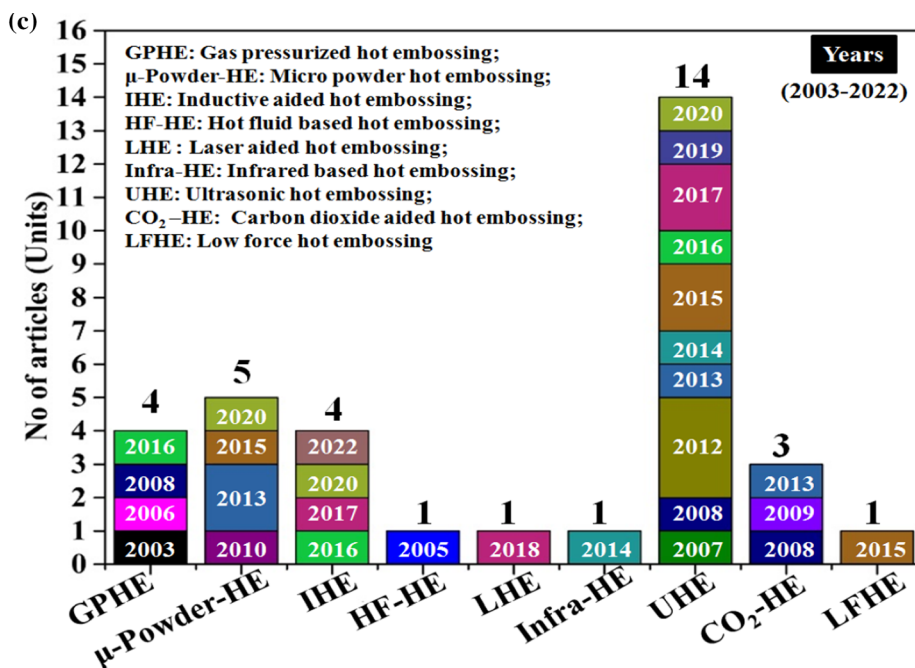 (c)
16
15
14
13
12
11
10
9
8
7
6
5
4
3
2
1
0
No of articles (Units)
GPHE: Gas pressurized hot embossing;
μ-Powder-HE: Micro powder hot embossing;
IHE: Inductive aided hot embossing;
HF-HE: Hot fluid based hot embossing;
LHE : Laser aided hot embossing;
Infra-HE: Infrared based hot embossing;
UHE: Ultrasonic hot embossing;
CO₂–HE: Carbon dioxide aided hot embossing;
LFHE: Low force hot embossing
Years
(2003-2022)
4
2016
2008
2006
2003
5
2020
2015
2013
2010
4
2022
2020
2017
2016
1
2005
1
2018
1
2014
14
2020
2019
2017
2016
2015
2014
2013
2012
2008
2007
3
2013
2009
2008
1
2015
GPHE
μ-Powder-HE
IHE
HF-HE
LHE
Infra-HE
UHE
CO₂-HE
LFHE